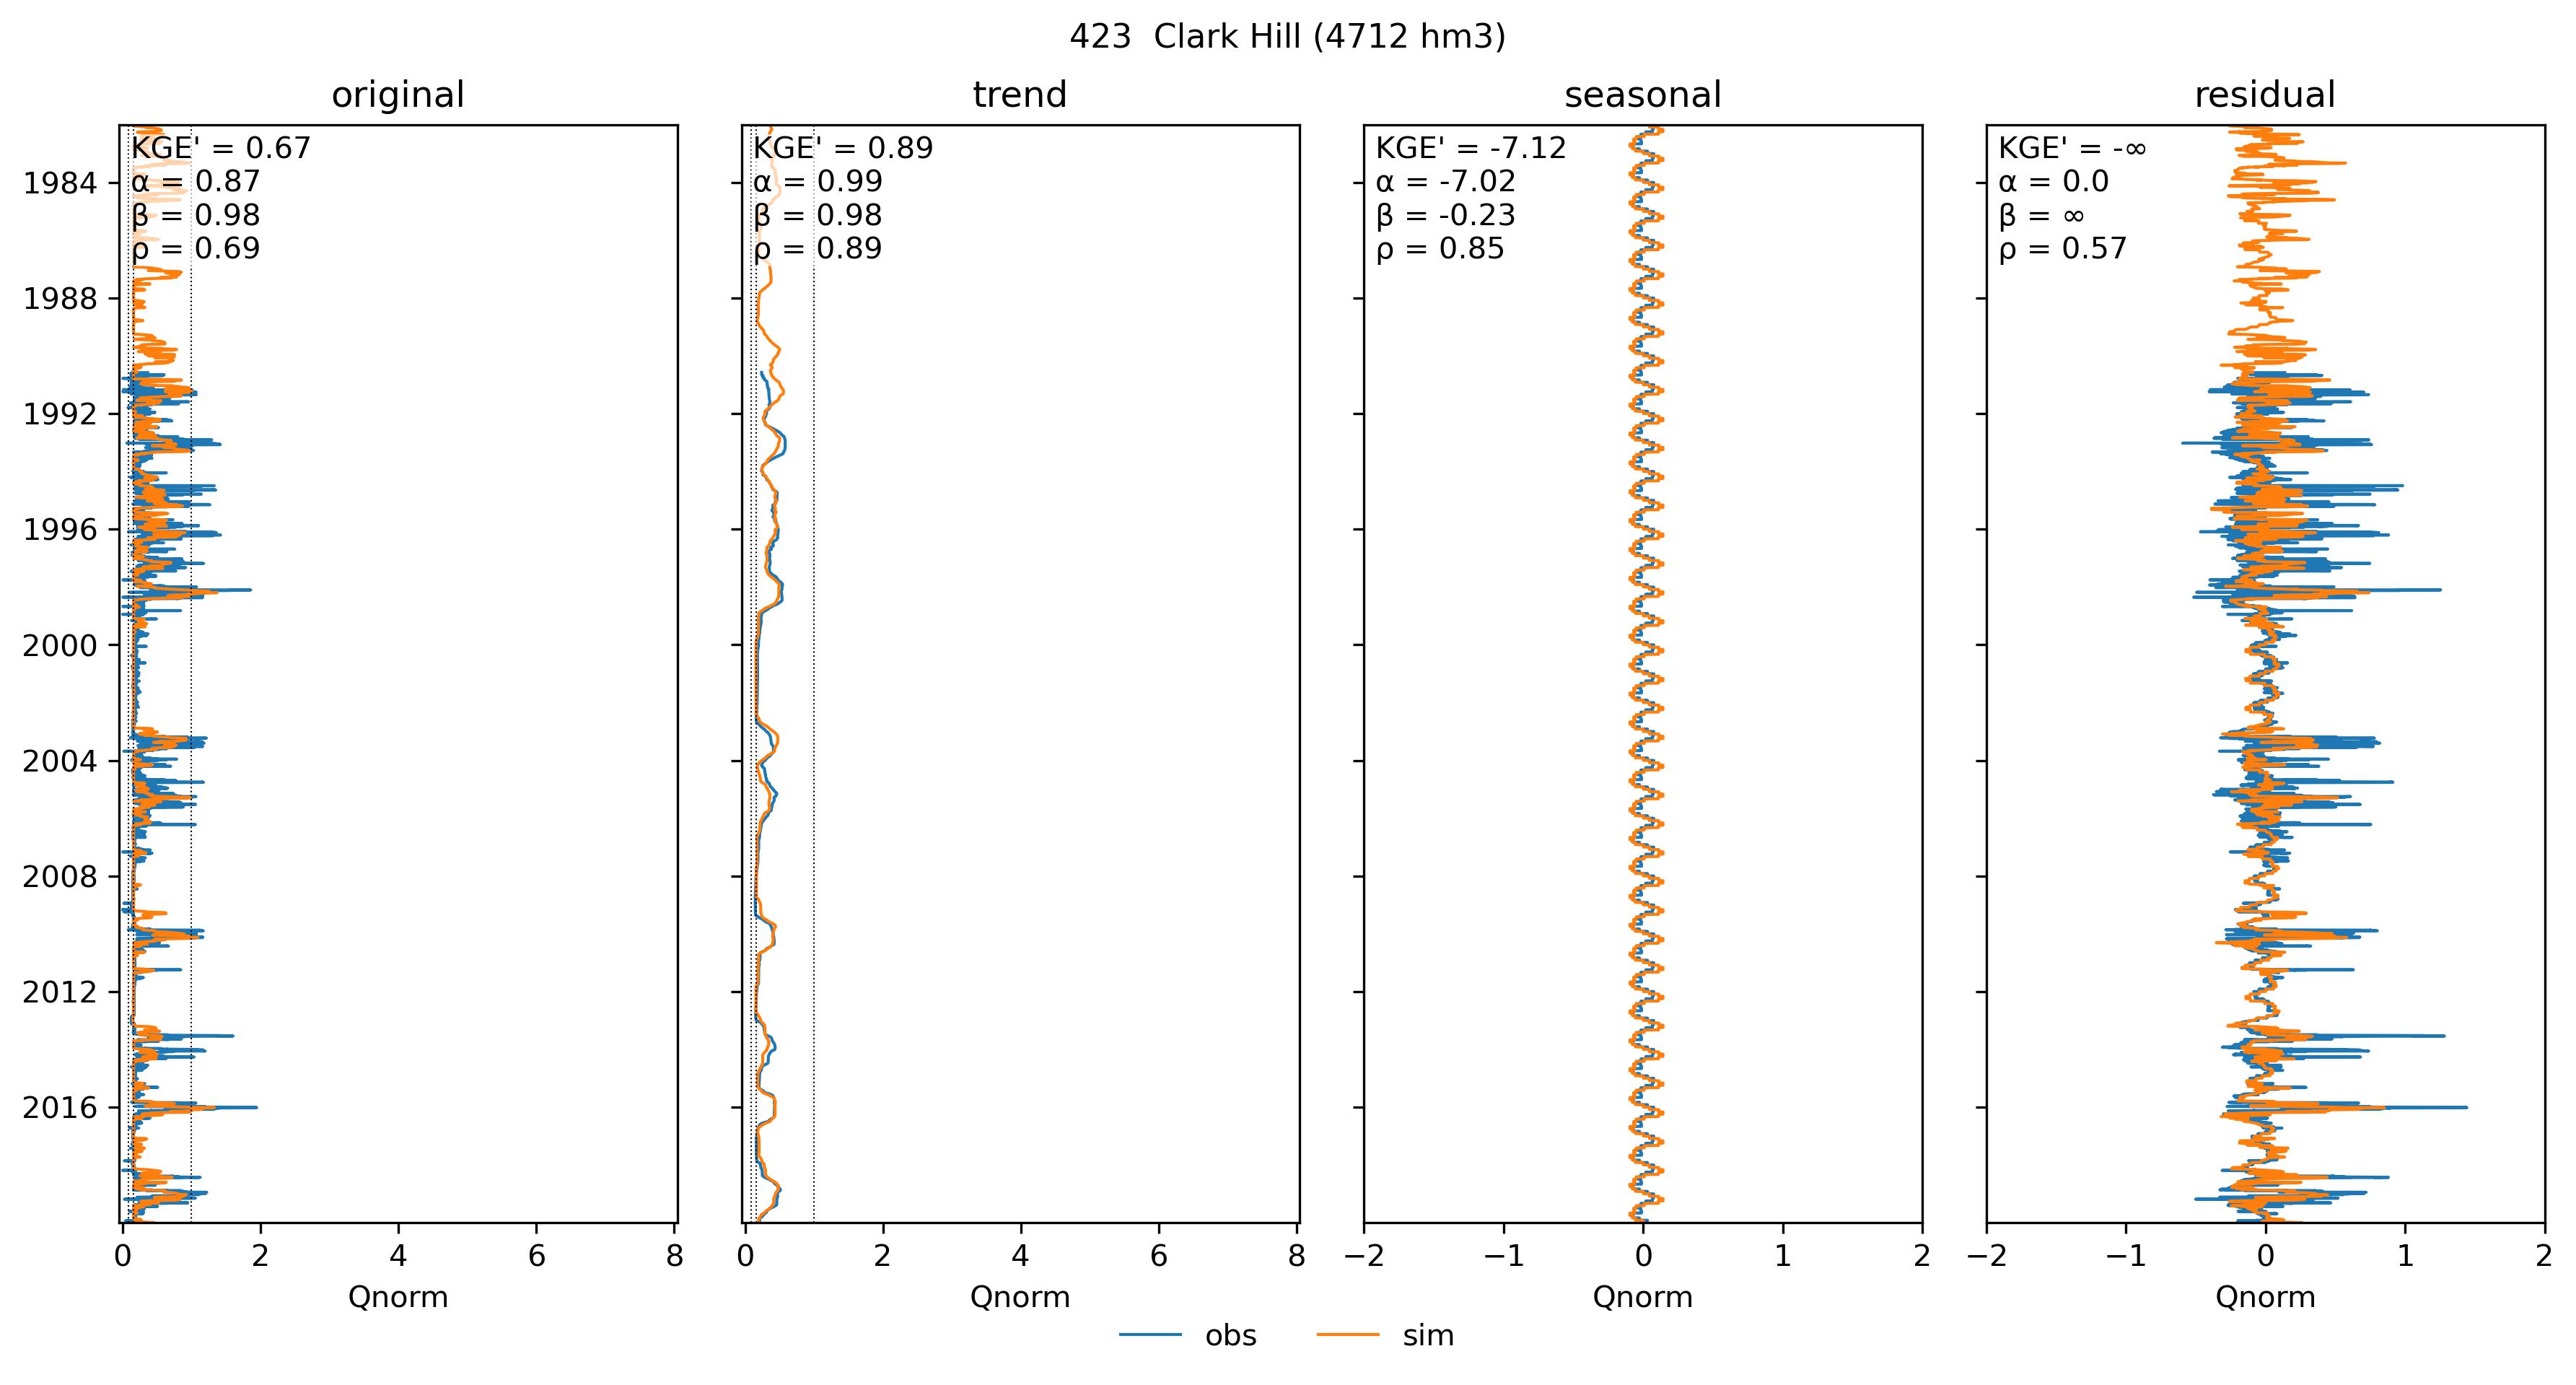 423  Clark Hill (4712 hm3)
original
trend
seasonal
residual
KGE' = 0.67
α = 0.87
β = 0.98
ρ = 0.69
KGE' = 0.89
α = 0.99
β = 0.98
ρ = 0.89
KGE' = -7.12
α = -7.02
β = -0.23
ρ = 0.85
KGE' = -∞
α = 0.0
β = ∞
ρ = 0.57
1984
1988
1992
1996
2000
2004
2008
2012
2016
0 2 4 6 8
0 2 4 6 8
−2 −1 0 1 2
−2 −1 0 1 2
Qnorm
Qnorm
Qnorm
Qnorm
obs
sim